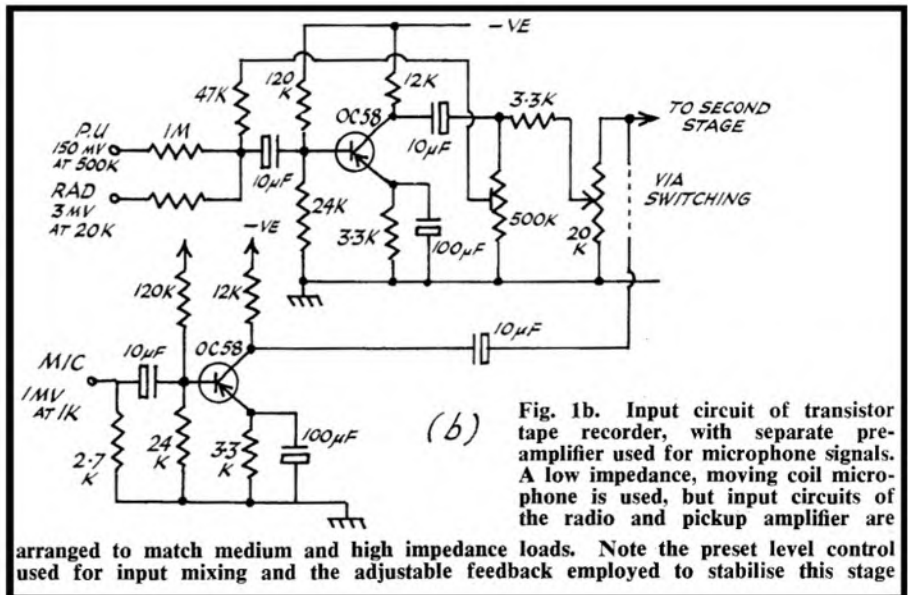 -VE
47K
120
K
12K
OC58
3·3K
TO SECOND
STAGE
P.U
150 MV
AT 500K
1M
10µF
10µF
RAD
3 MV
AT 20K
24K
3·3K
100µF
500K
20
K
VIA
SWITCHING
-VE
120K
12K
10µF
MIC
10µF
OC58
1MV
AT 1K
2·7
K
24
K
3·3
K
100µF
(b)
Fig. 1b. Input circuit of transistor
tape recorder, with separate pre-
amplifier used for microphone signals.
A low impedance, moving coil micro-
phone is used, but input circuits of
the radio and pickup amplifier are
arranged to match medium and high impedance loads. Note the preset level control
used for input mixing and the adjustable feedback employed to stabilise this stage